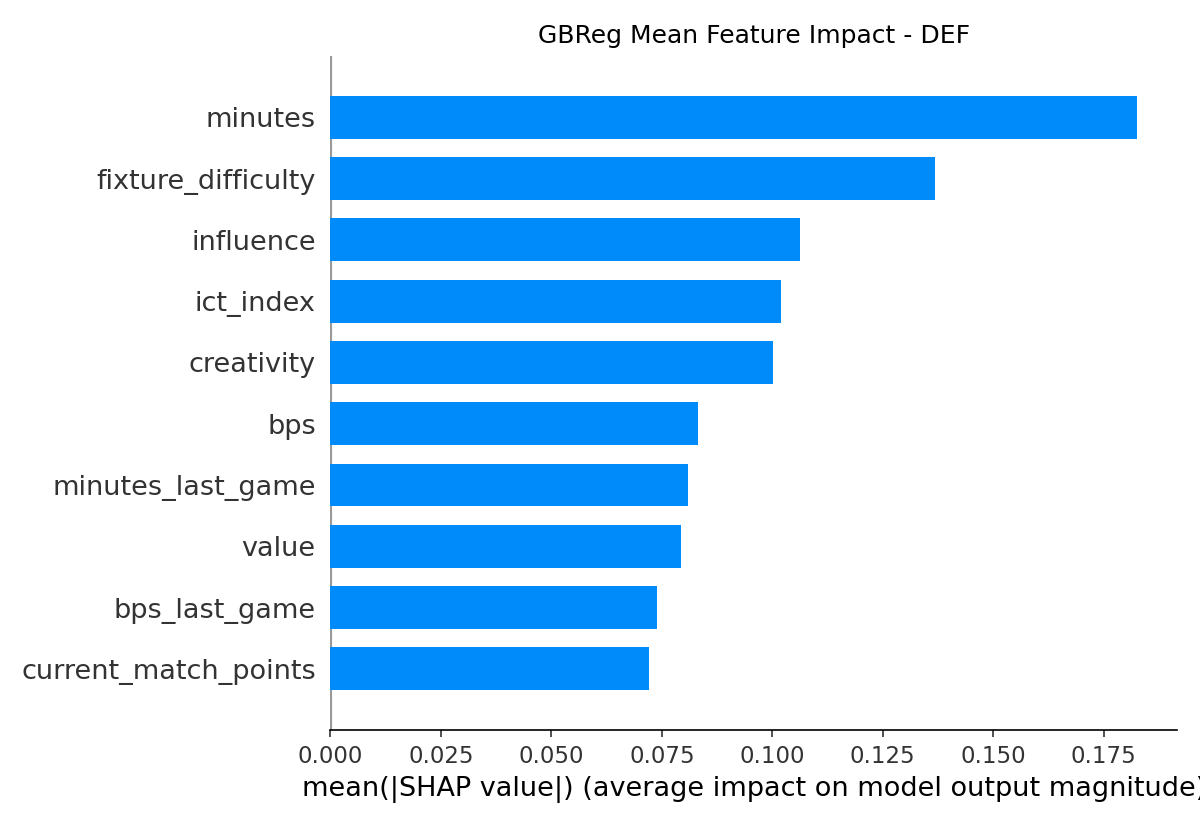 GBReg Mean Feature Impact - DEF
minutes
fixture_difficulty
influence
ict_index
creativity
bps
minutes_last_game
value
bps_last_game
current_match_points
0.000 0.025 0.050 0.075 0.100 0.125 0.150 0.175
mean(|SHAP value|) (average impact on model output magnitude)